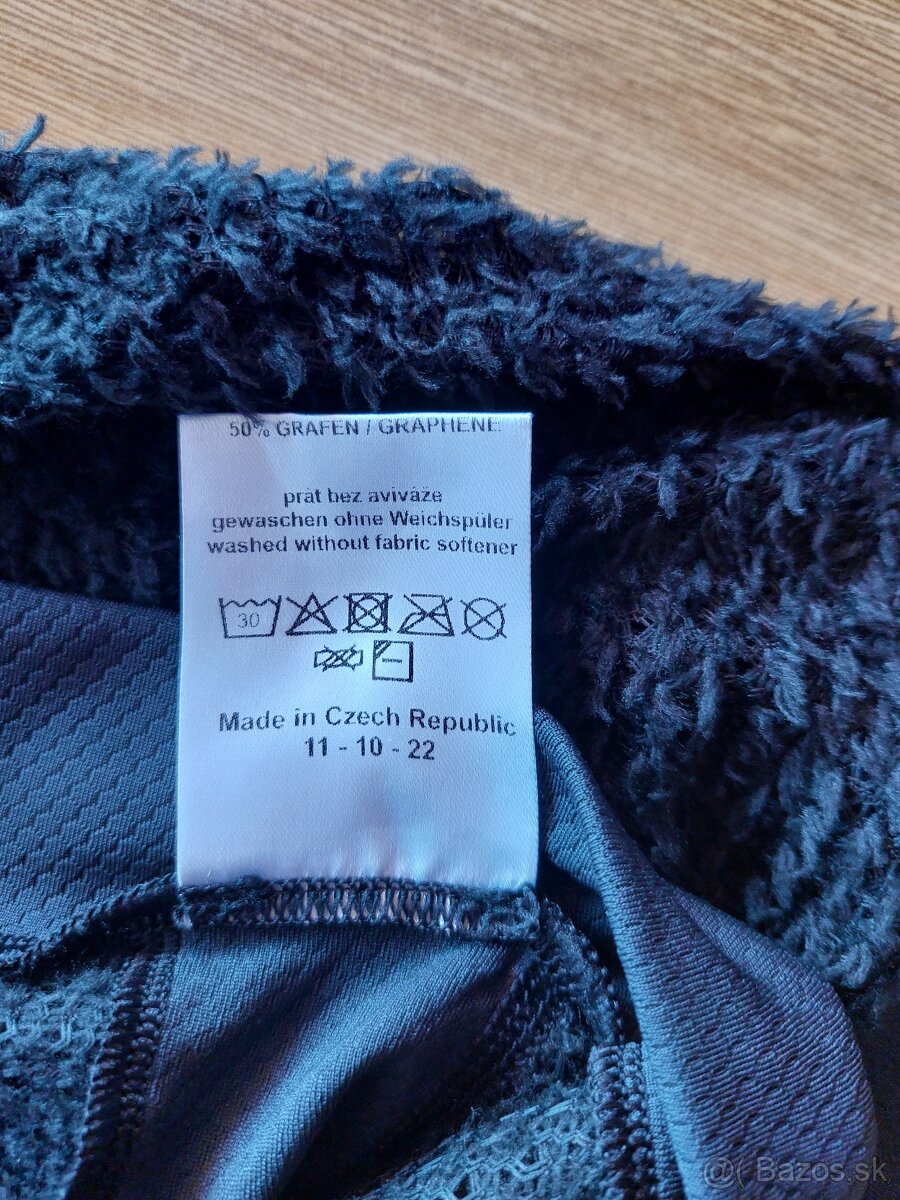 50% GRAFEN / GRAPHENE
prát bez aviváže
gewaschen ohne Weichspüler
washed without fabric softener
30
Made in Czech Republic
11 - 10 - 22
@( Bazos.sk